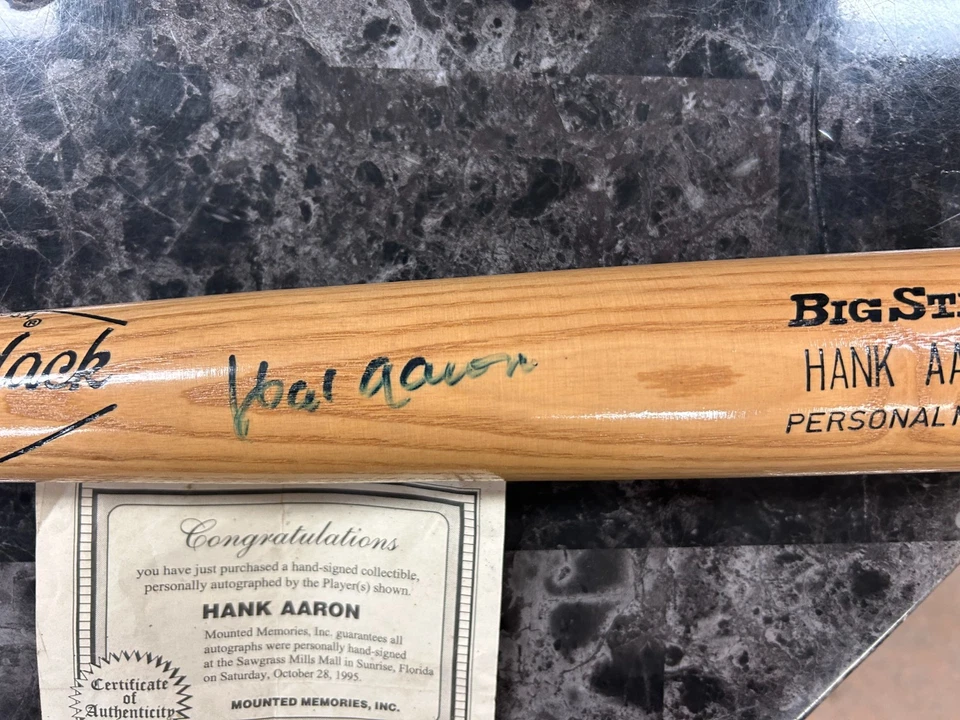 ®
BIG ST
Hank Aaron
HANK AA
PERSONAL
Congratulations
you have just purchased a hand-signed collectible,
personally autographed by the Player(s) shown.
HANK AARON
Mounted Memories, Inc. guarantees all
autographs were personally hand-signed
at the Sawgrass Mills Mall in Sunrise, Florida
on Saturday, October 28, 1995.
Certificate
of
Authenticity
MOUNTED MEMORIES, INC.